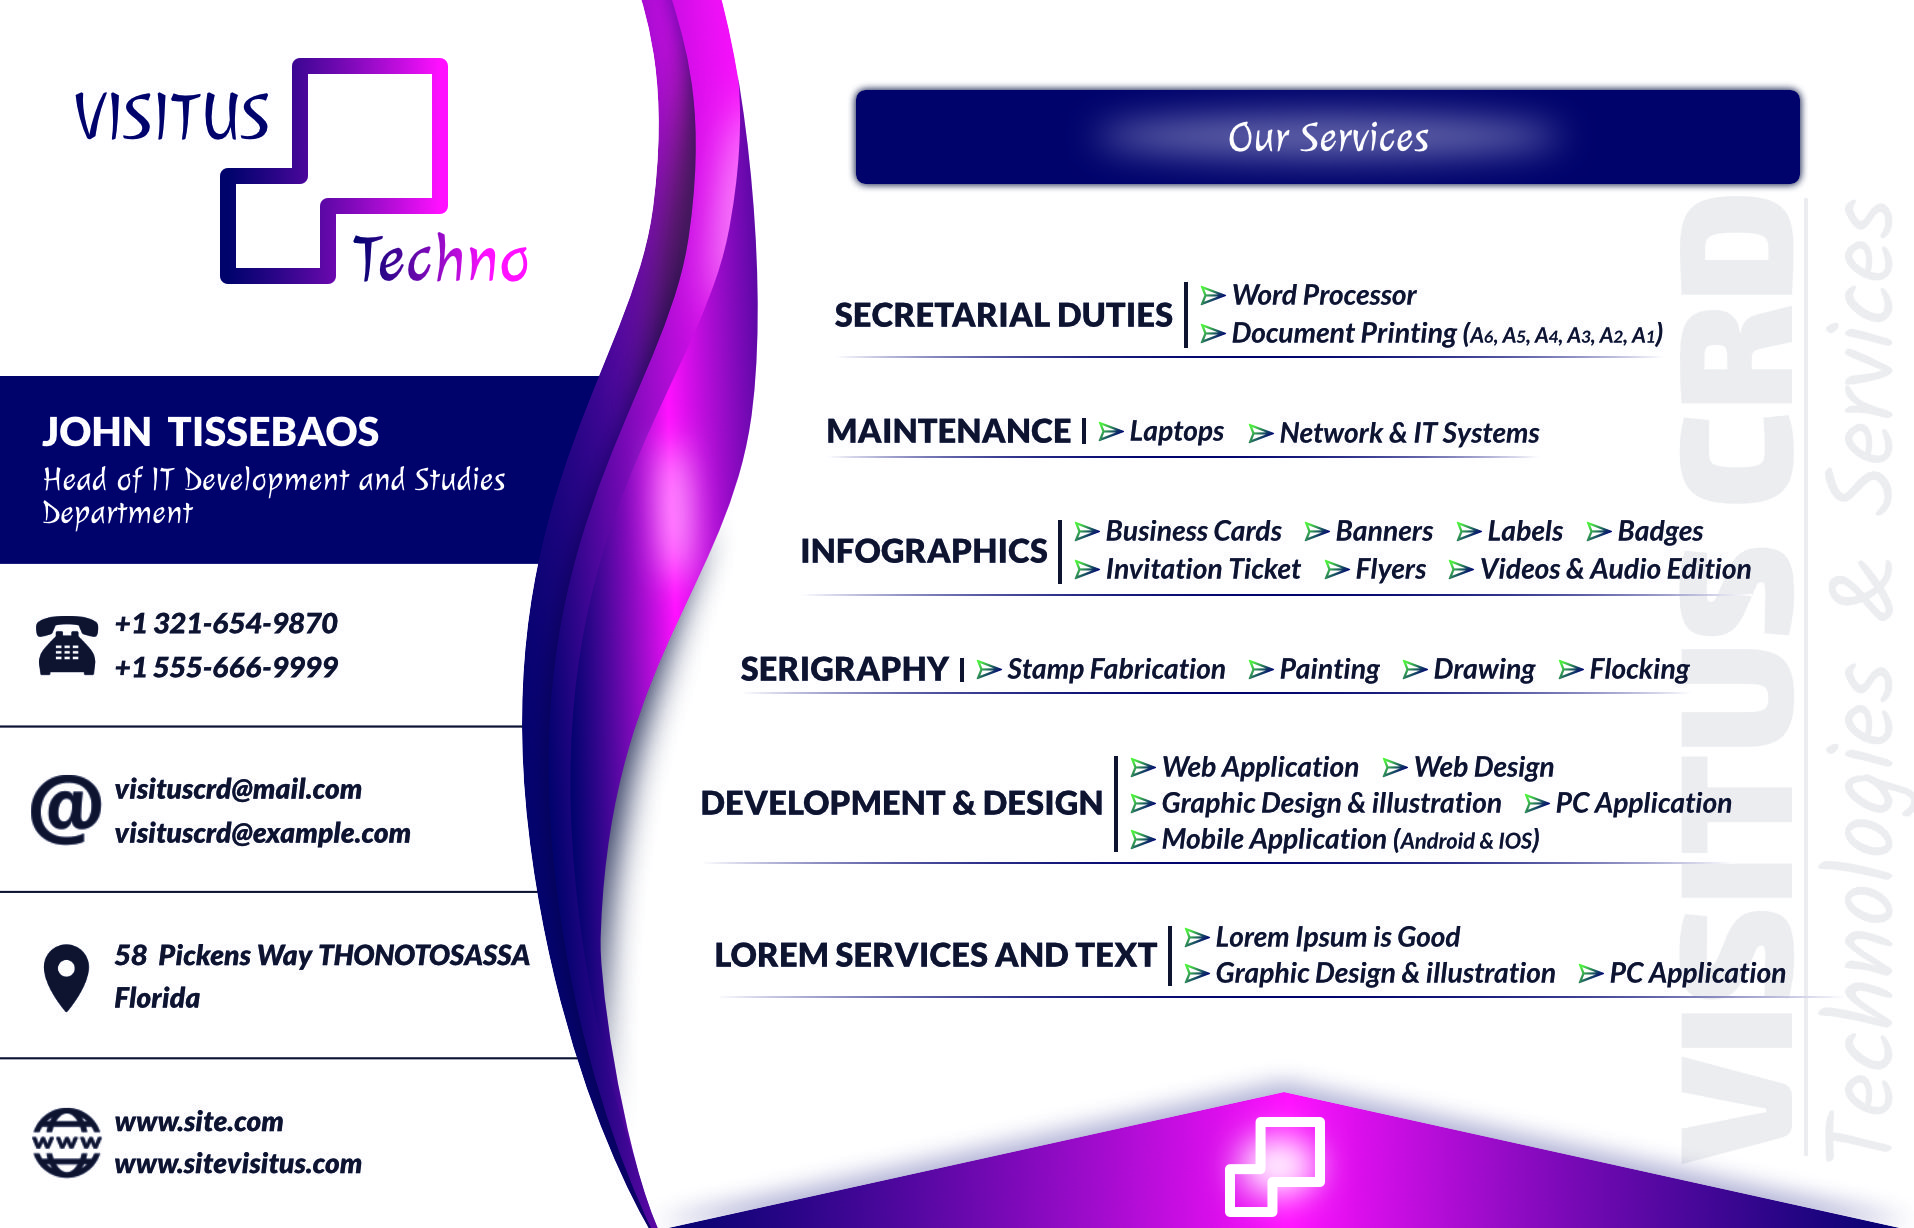 VISITUS
Techno
JOHN TISSEBAOS
Head of IT Development and Studies
Department
+1 321-654-9870
+1 555-666-9999
@
visituscrd@mail.com
visituscrd@example.com
58 Pickens Way THONOTOSASSA
Florida
WWW
www.site.com
www.sitevisitus.com
Our Services
SECRETARIAL DUTIES
Word Processor
Document Printing (A6, A5, A4, A3, A2, A1)
MAINTENANCE
Laptops Network & IT Systems
INFOGRAPHICS
Business Cards Banners Labels Badges
Invitation Ticket Flyers Videos & Audio Edition
SERIGRAPHY
Stamp Fabrication Painting Drawing Flocking
DEVELOPMENT & DESIGN
Web Application Web Design
Graphic Design & illustration PC Application
Mobile Application (Android & IOS)
LOREM SERVICES AND TEXT
Lorem Ipsum is Good
Graphic Design & illustration PC Application
VISITUS CRD
Technologies & Services